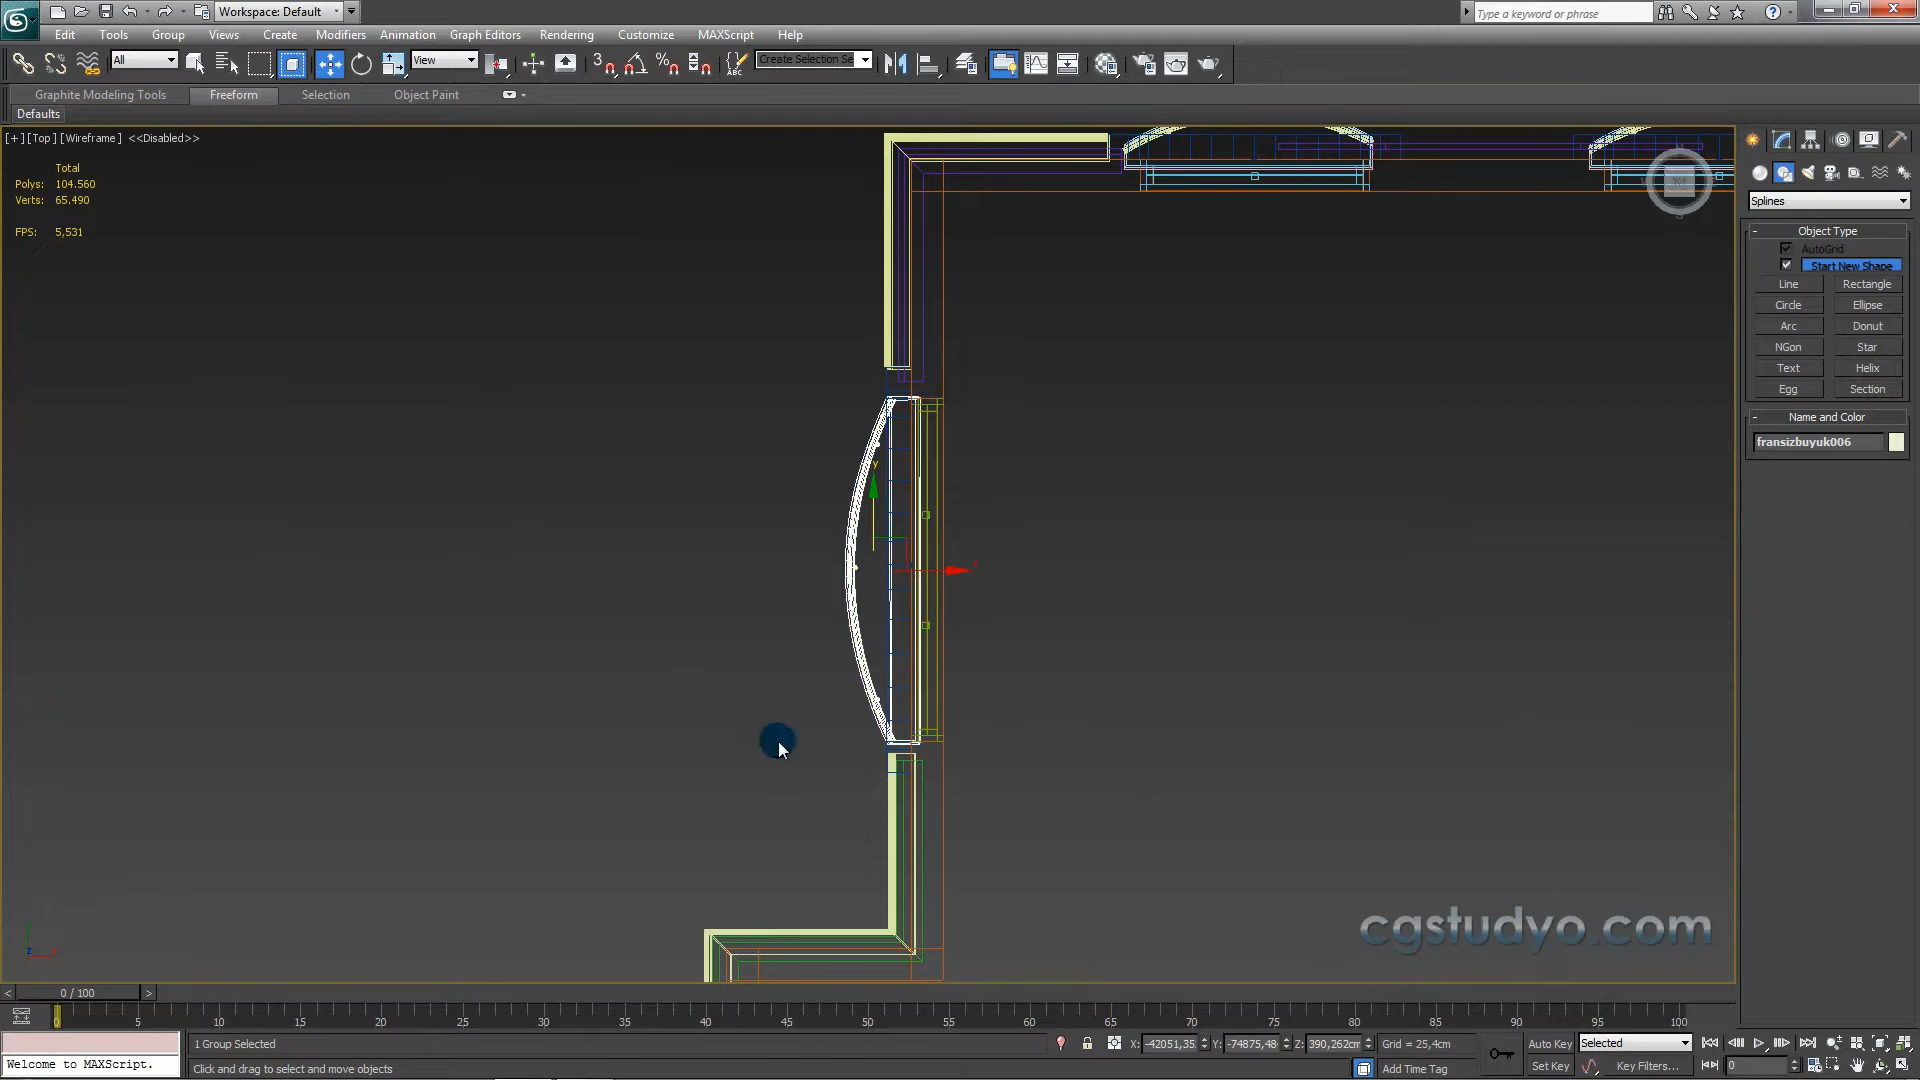 Workspace: Default
Type a keyword or phrase
Edit Tools Group Views Create Modifiers Animation Graph Editors Rendering Customize MAXScript Help
All
View
Create Selection Se
Graphite Modeling Tools Freeform Selection Object Paint
Defaults
[+] [Top] [Wireframe ] <<Disabled>>
Total
Polys: 104.560
Verts: 65.490
FPS: 5,531
TOP
Splines
Object Type
AutoGrid
Start New Shape
Line Rectangle
Circle Ellipse
Arc Donut
NGon Star
Text Helix
Egg Section
Name and Color
fransizbuyuk006
y
x
cgstudyo.com
0 / 100
0 5 10 15 20 25 30 35 40 45 50 55 60 65 70 75 80 85 90 95 100
1 Group Selected
X: -42051,35 Y: -74875,48 Z: 390,262cm Grid = 25,4cm
Auto Key Selected
Welcome to MAXScript.
Click and drag to select and move objects
Add Time Tag
Set Key Key Filters... 0